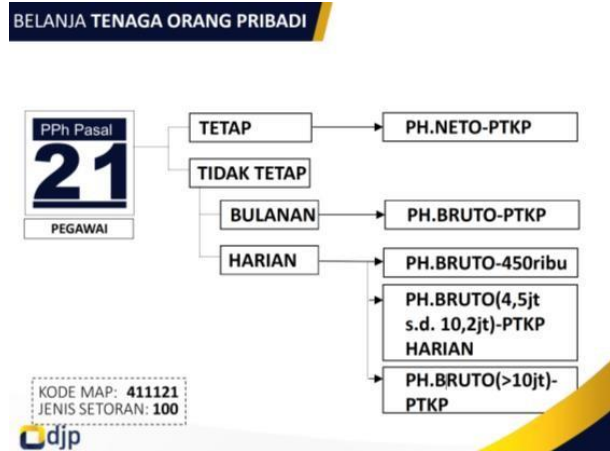 BELANJA TENAGA ORANG PRIBADI
PPh Pasal
21
PEGAWAI
TETAP
PH.NETO-PTKP
TIDAK TETAP
BULANAN
PH.BRUTO-PTKP
HARIAN
PH.BRUTO-450ribu
PH.BRUTO(4,5jt
s.d. 10,2jt)-PTKP
HARIAN
PH.BRUTO(>10jt)-
PTKP
KODE MAP: 411121
JENIS SETORAN: 100
djp